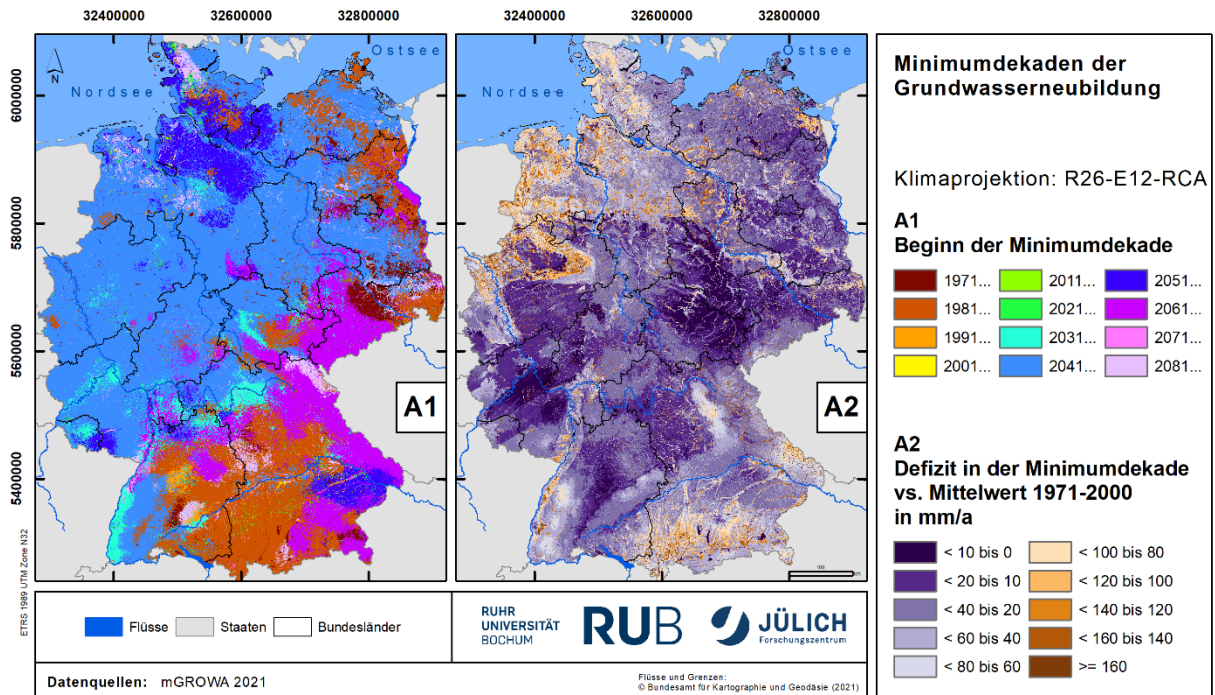 32400000
32600000
32800000
32400000
32600000
32800000
6000000
5800000
5600000
5400000
N
Nordsee
Ostsee
A1
Nordsee
Ostsee
A2
100
km
ETRS 1989 UTM Zone N32
Minimumdekaden der
Grundwasserneubildung
Klimaprojektion: R26-E12-RCA
A1
Beginn der Minimumdekade
1971... 2011... 2051...
1981... 2021... 2061...
1991... 2031... 2071...
2001... 2041... 2081...
A2
Defizit in der Minimumdekade
vs. Mittelwert 1971-2000
in mm/a
< 10 bis 0 < 100 bis 80
< 20 bis 10 < 120 bis 100
< 40 bis 20 < 140 bis 120
< 60 bis 40 < 160 bis 140
< 80 bis 60 >= 160
Flüsse Staaten Bundesländer
RUHR
UNIVERSITÄT
BOCHUM
RUB
JÜLICH
Forschungszentrum
Datenquellen: mGROWA 2021
Flüsse und Grenzen:
© Bundesamt für Kartographie und Geodäsie (2021)